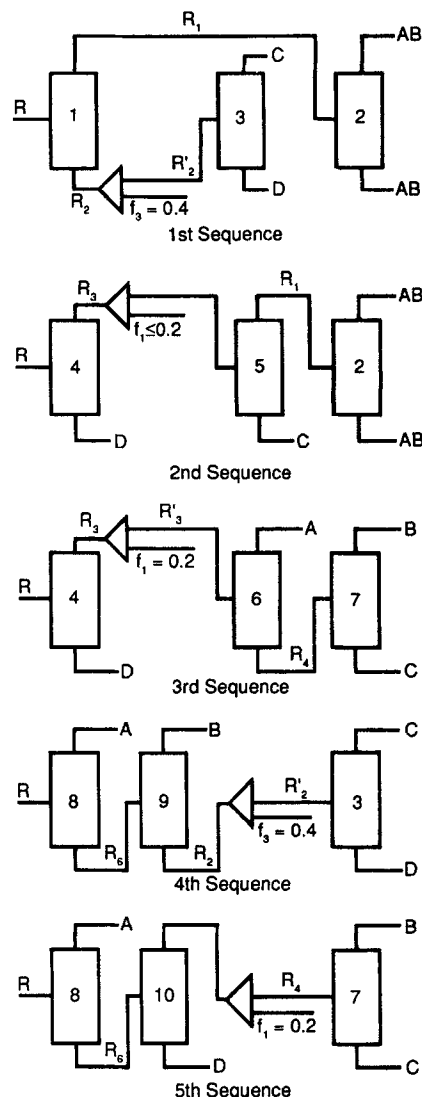 R₁
AB
C
R
1
3
2
R'₂
R₂
f₃ = 0.4
D
AB
1st Sequence
R₃
R₁
AB
f₁≤0.2
R
4
5
2
D
C
AB
2nd Sequence
R₃
R'₃
A
B
f₁ = 0.2
R
4
6
7
D
R₄
C
3rd Sequence
A
B
C
R
8
9
R'₂
3
f₃ = 0.4
R₆
R₂
D
4th Sequence
A
B
R
8
10
R₄
7
f₁ = 0.2
R₆
D
C
5th Sequence